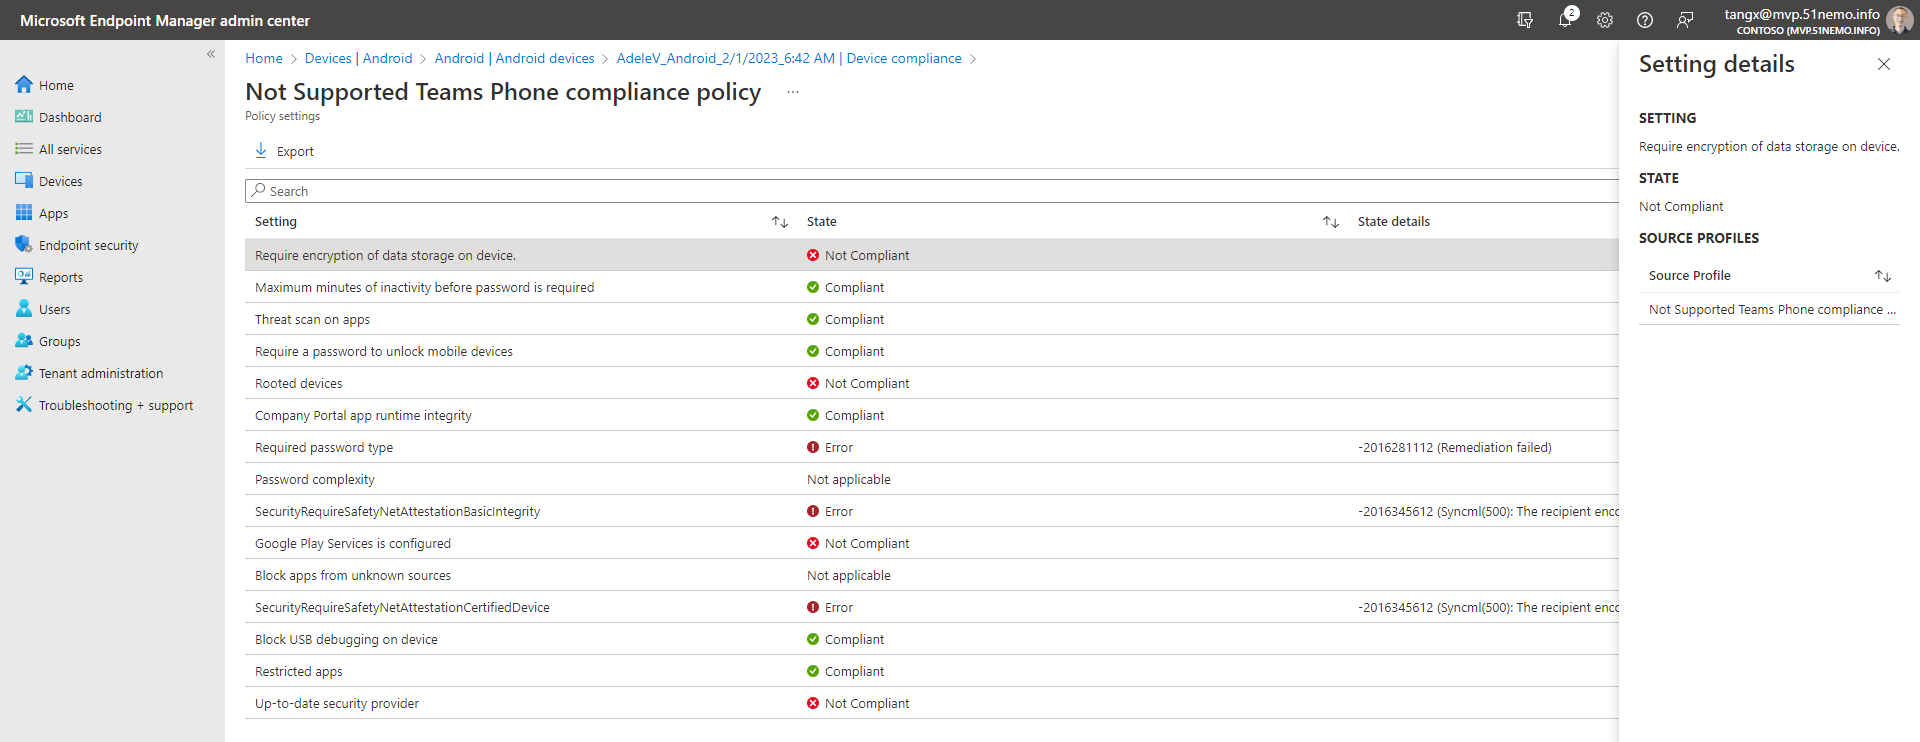 Microsoft Endpoint Manager admin center
2
tangx@mvp.51nemo.info
CONTOSO (MVP.51NEMO.INFO)
«
Home
Dashboard
All services
Devices
Apps
Endpoint security
Reports
Users
Groups
Tenant administration
Troubleshooting + support
Home > Devices | Android > Android | Android devices > AdeleV_Android_2/1/2023_6:42 AM | Device compliance >
Not Supported Teams Phone compliance policy ...
Policy settings
Export
Search
Setting ↑↓ State ↑↓ State details
Require encryption of data storage on device. Not Compliant
Maximum minutes of inactivity before password is required Compliant
Threat scan on apps Compliant
Require a password to unlock mobile devices Compliant
Rooted devices Not Compliant
Company Portal app runtime integrity Compliant
Required password type Error -2016281112 (Remediation failed)
Password complexity Not applicable
SecurityRequireSafetyNetAttestationBasicIntegrity Error -2016345612 (Syncml(500): The recipient enco
Google Play Services is configured Not Compliant
Block apps from unknown sources Not applicable
SecurityRequireSafetyNetAttestationCertifiedDevice Error -2016345612 (Syncml(500): The recipient enco
Block USB debugging on device Compliant
Restricted apps Compliant
Up-to-date security provider Not Compliant
Setting details
SETTING
Require encryption of data storage on device.
STATE
Not Compliant
SOURCE PROFILES
Source Profile ↑↓
Not Supported Teams Phone compliance ...